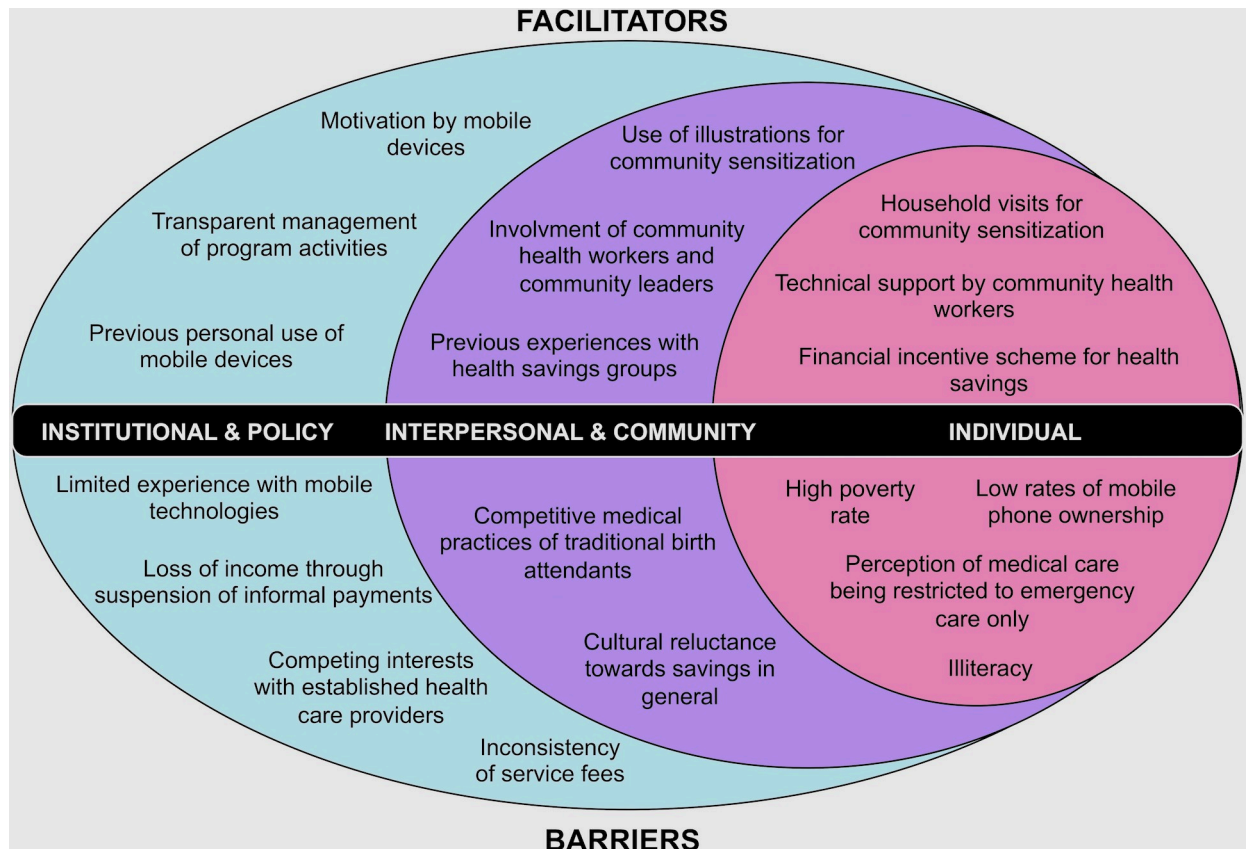 FACILITATORS
Motivation by mobile
devices
Transparent management
of program activities
Previous personal use of
mobile devices
Use of illustrations for
community sensitization
Involvment of community
health workers and
community leaders
Previous experiences with
health savings groups
Household visits for
community sensitization
Technical support by community health
workers
Financial incentive scheme for health
savings
INSTITUTIONAL & POLICY
INTERPERSONAL & COMMUNITY
INDIVIDUAL
Limited experience with mobile
technologies
Loss of income through
suspension of informal payments
Competing interests
with established health
care providers
Inconsistency
of service fees
Competitive medical
practices of traditional birth
attendants
Cultural reluctance
towards savings in
general
High poverty
rate
Low rates of mobile
phone ownership
Perception of medical care
being restricted to emergency
care only
Illiteracy
BARRIERS